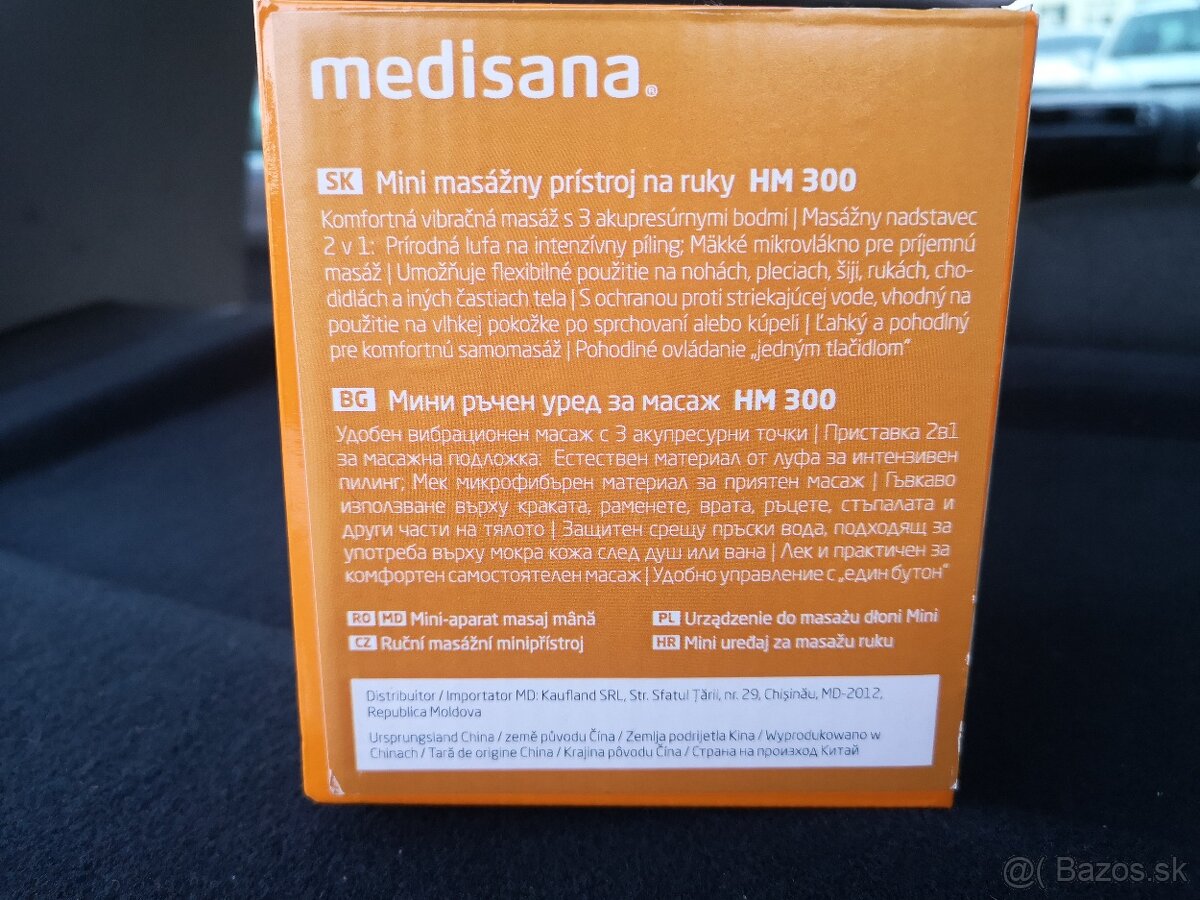 medisana®
SK Mini masážny prístroj na ruky HM 300
Komfortná vibračná masáž s 3 akupresúrnymi bodmi | Masážny nadstavec
2 v 1: Prírodná lufa na intenzívny píling; Mäkké mikrovlákno pre príjemnú
masáž | Umožňuje flexibilné použitie na nohách, pleciach, šiji, rukách, cho-
didlách a iných častiach tela | S ochranou proti striekajúcej vode, vhodný na
použitie na vlhkej pokožke po sprchovaní alebo kúpeli | Ľahký a pohodlný
pre komfortnú samomasáž | Pohodlné ovládanie „jedným tlačidlom“
BG Мини ръчен уред за масаж HM 300
Удобен вибрационен масаж с 3 акупресурни точки | Приставка 2в1
за масажна подложка: Естествен материал от луфа за интензивен
пилинг; Мек микрофибърен материал за приятен масаж | Гъвкаво
използване върху краката, раменете, врата, ръцете, стъпалата и
други части на тялото | Защитен срещу пръски вода, подходящ за
употреба върху мокра кожа след душ или вана | Лек и практичен за
комфортен самостоятелен масаж | Удобно управление с „един бутон“
RO MD Mini-aparat masaj mână
PL Urządzenie do masażu dłoni Mini
CZ Ruční masážní minipřístroj
HR Mini uređaj za masažu ruku
Distribuitor / Importator MD: Kaufland SRL, Str. Sfatul Țării, nr. 29, Chișinău, MD-2012,
Republica Moldova
Ursprungsland China / země původu Čína / Zemlja podrijetla Kina / Wyprodukowano w
Chinach / Țară de origine China / Krajina pôvodu Čína / Страна на произход Китай
@( Bazos.sk